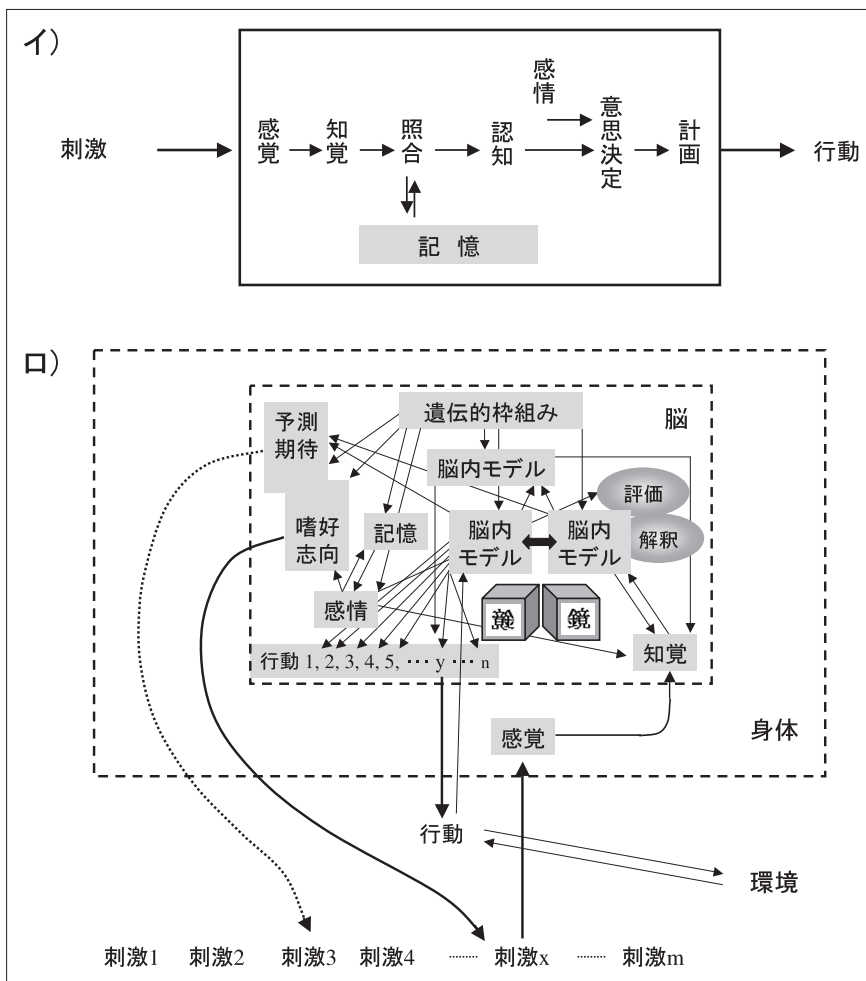 イ)
感情
刺激
感覚
知覚
照合
認知
意思決定
計画
行動
記 憶
ロ)
予測
期待
遺伝的枠組み
脳
脳内モデル
評価
嗜好
志向
記憶
脳内
モデル
脳内
モデル
解釈
感情
鏡
鏡
行動 1, 2, 3, 4, 5, … y … n
知覚
感覚
身体
行動
環境
刺激1 刺激2 刺激3 刺激4 ……… 刺激x ……… 刺激m